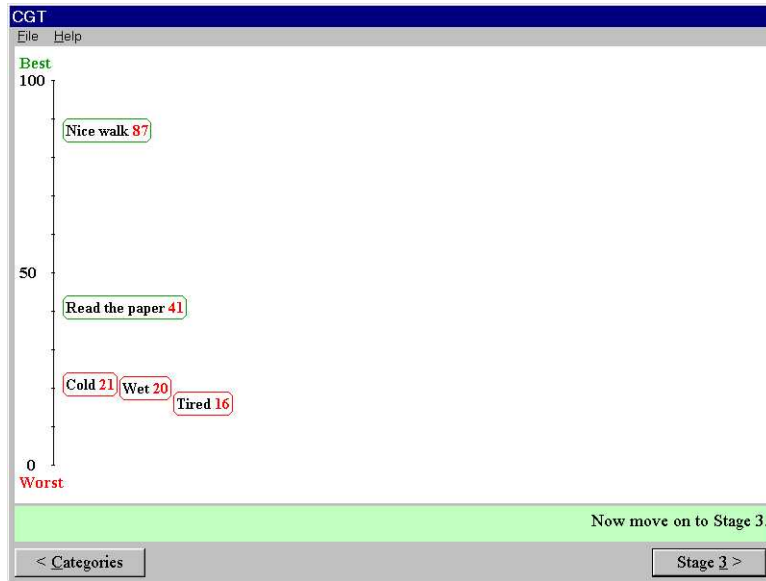 CGT
File Help
Best
100
Nice walk 87
50
Read the paper 41
Cold 21 Wet 20
Tired 16
0
Worst
Now move on to Stage 3.
< Categories Stage 3 >